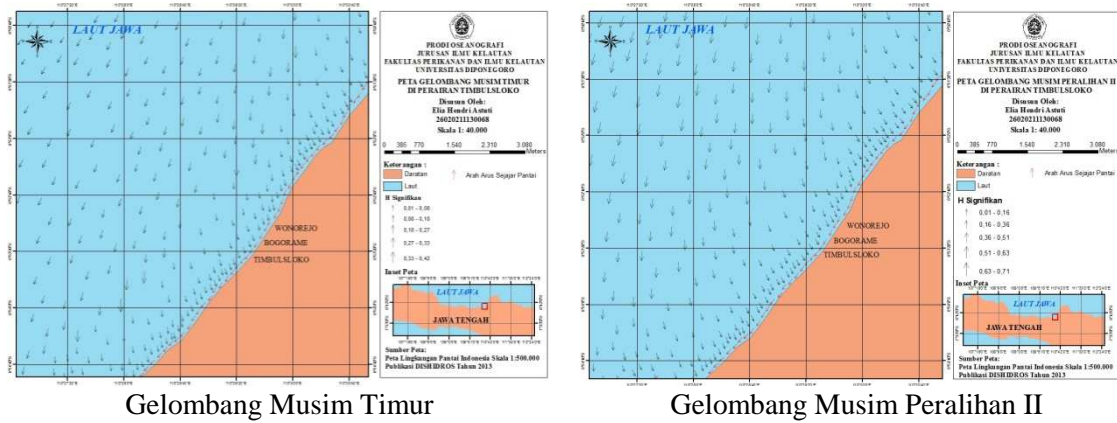 LAUT JAWA
WONOREJO
BOGORAME
TIMBULSLOKO
PRODI OSEANOGRAFI
JURUSAN ILMU KELAUTAN
FAKULTAS PERIKANAN DAN ILMU KELAUTAN
UNIVERSITAS DIPONEGORO
PETA GELOMBANG MUSIM TIMUR
DI PERAIRAN TIMBULSLOKO
Disusun Oleh:
Elia Hendri Astuti
26020211130068
Skala 1: 40.000
0 385 770 1.540 2.310 3.080
Meters
Keterangan :
Daratan
Arah Arus Sejajar Pantai
Laut
H Signifikan
0,18 - 0,27
0,27 - 0,33
0,33 - 0,42
Inset Peta
LAUT JAWA
JAWA TENGAH
Sumber Peta:
Peta Lingkungan Pantai Indonesia Skala 1:500.000
Publikasi DISHIDROS Tahun 2013
Gelombang Musim Timur
LAUT JAWA
WONOREJO
BOGORAME
TIMBULSLOKO
PRODI OSEANOGRAFI
JURUSAN ILMU KELAUTAN
FAKULTAS PERIKANAN DAN ILMU KELAUTAN
UNIVERSITAS DIPONEGORO
PETA GELOMBANG MUSIM PERALIHAN II
DI PERAIRAN TIMBULSLOKO
Disusun Oleh:
Elia Hendri Astuti
26020211130068
Skala 1: 40.000
0 385 770 1.540 2.310 3.080
Meters
Keterangan :
Daratan
Arah Arus Sejajar Pantai
Laut
H Signifikan
0,01 - 0,16
0,16 - 0,36
0,36 - 0,51
0,51 - 0,63
0,63 - 0,71
Inset Peta
LAUT JAWA
JAWA TENGAH
Sumber Peta:
Peta Lingkungan Pantai Indonesia Skala 1:500.000
Publikasi DISHIDROS Tahun 2013
Gelombang Musim Peralihan II